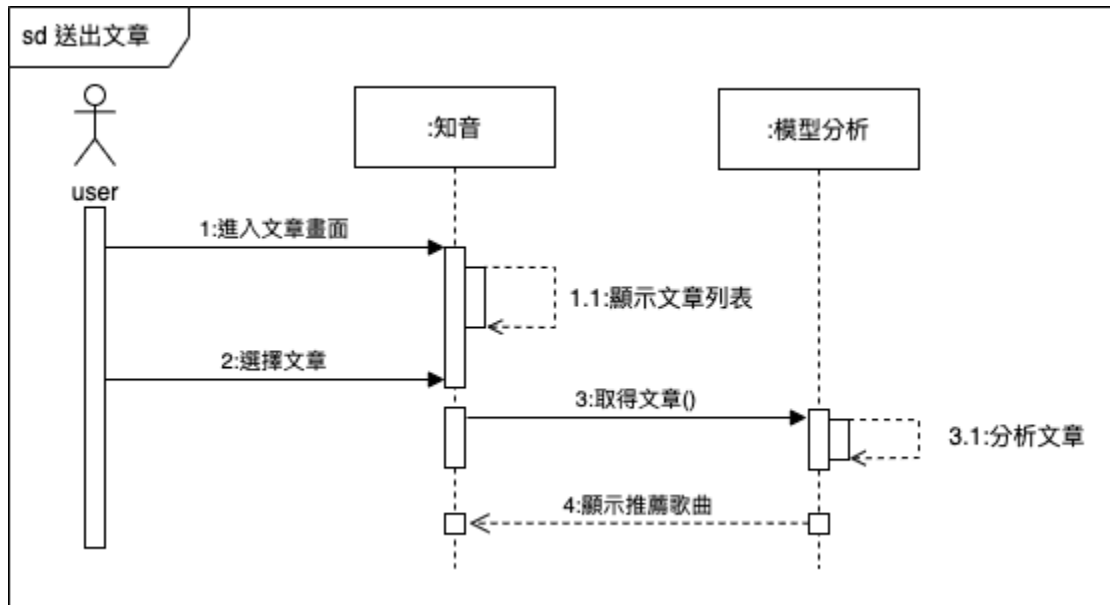 sd 送出文章
user
:知音
:模型分析
1:進入文章畫面
1.1:顯示文章列表
2:選擇文章
3:取得文章()
3.1:分析文章
4:顯示推薦歌曲